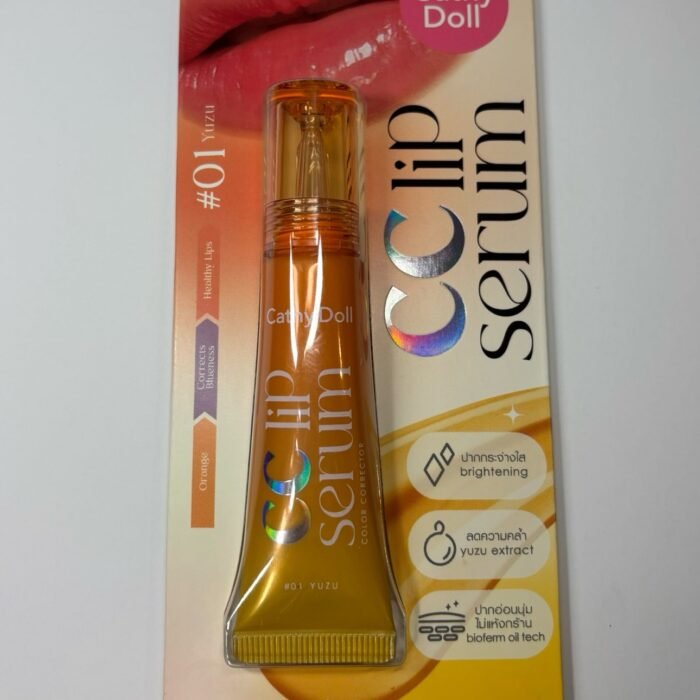 Cathy
Doll
CC lip
serum
#01 Yuzu
Healthy Lips
Corrects
Blueness
Orange
Cathy Doll
CC lip
serum
COLOR CORRECTOR
#01 YUZU
ปากกระจ่างใส
brightening
ลดความคล้ำ
yuzu extract
ปากอ่อนนุ่ม
ไม่แห้งกร้าน
bioferm oil tech